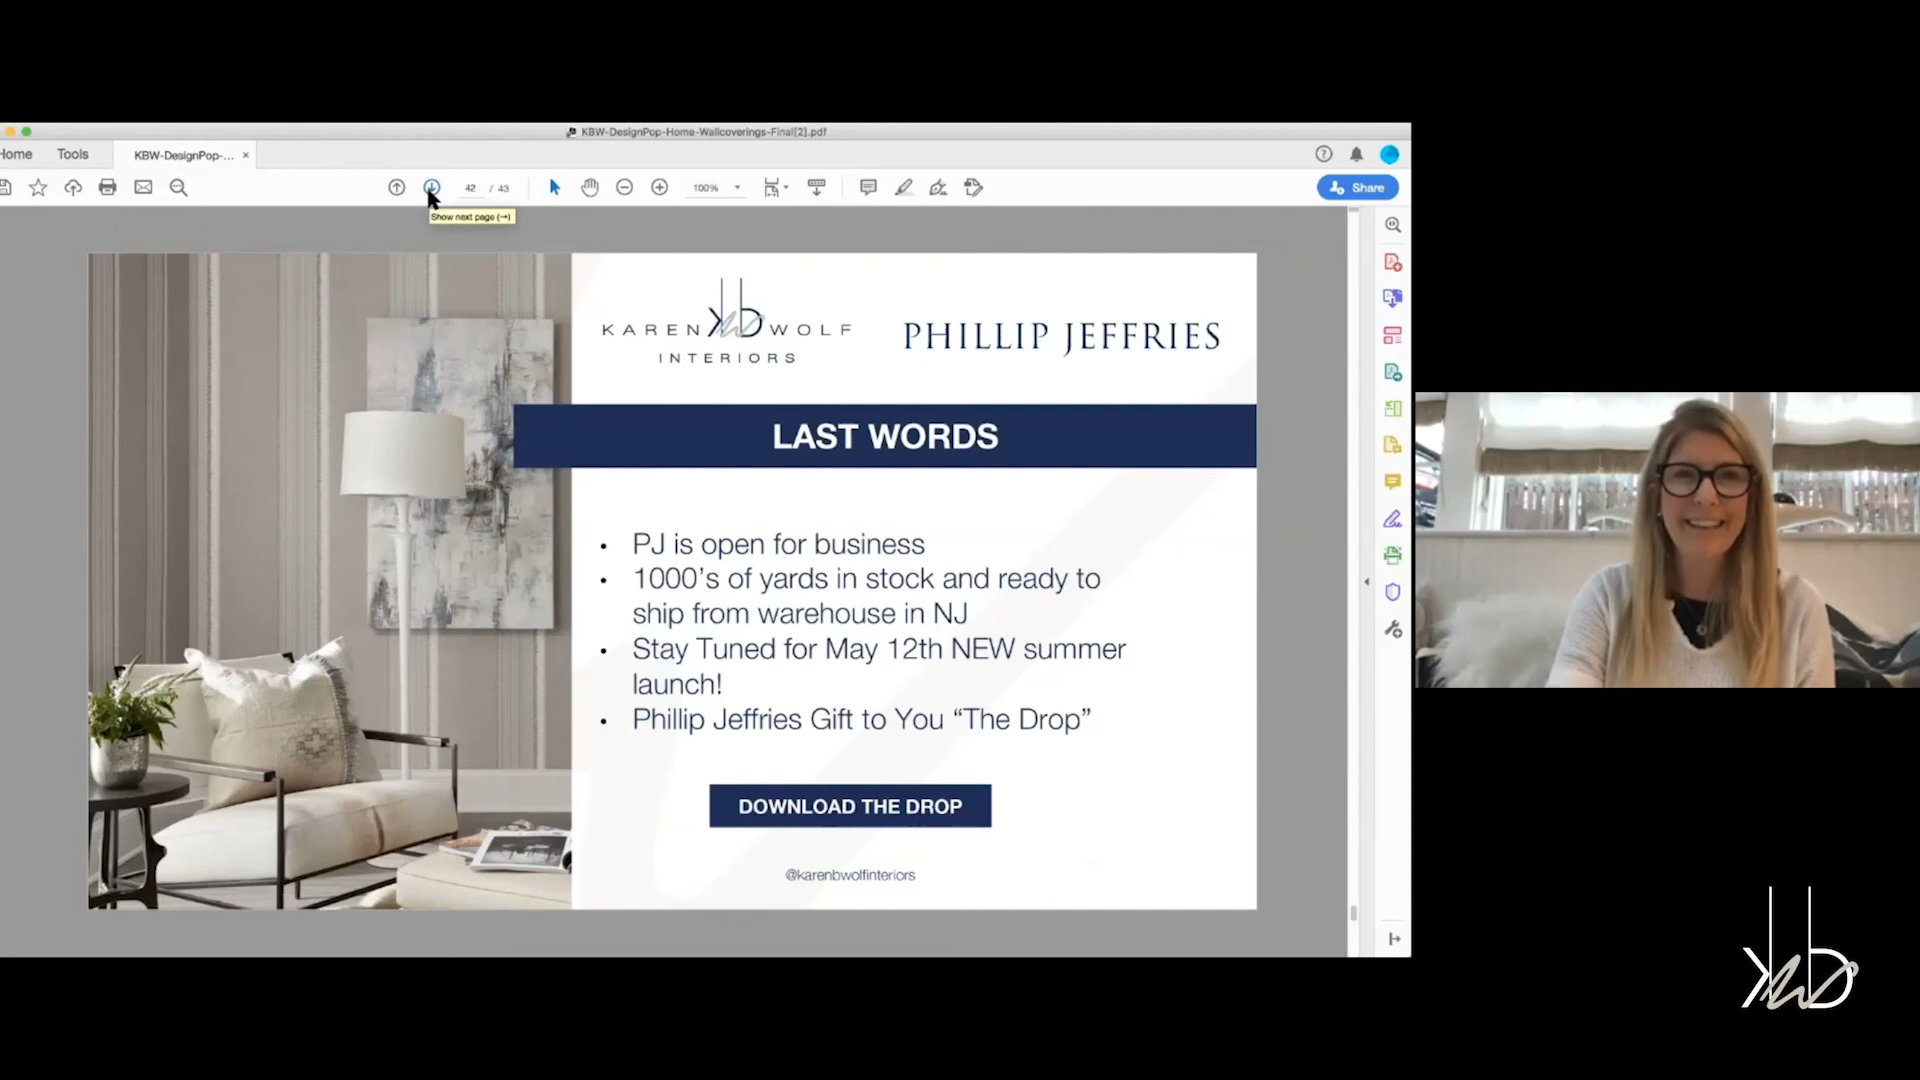 KBW-DesignPop-Home-Wallcoverings-Final[2].pdf
Home
Tools
KBW-DesignPop-... ×
42 / 43
100%
Share
Show next page (→)
KAREN WOLF
INTERIORS
PHILLIP JEFFRIES
LAST WORDS
• PJ is open for business
• 1000’s of yards in stock and ready to
ship from warehouse in NJ
• Stay Tuned for May 12th NEW summer
launch!
• Phillip Jeffries Gift to You “The Drop”
DOWNLOAD THE DROP
@karenbwolfinteriors